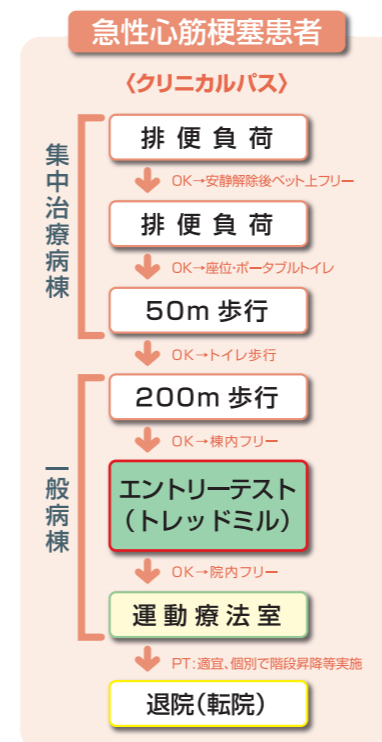 急性心筋梗塞患者
〈クリニカルパス〉
集中治療病棟
排便負荷
OK→安静解除後ベット上フリー
排便負荷
OK→座位・ポータブルトイレ
50m 歩行
OK→トイレ歩行
一般病棟
200m 歩行
OK→棟内フリー
エントリーテスト
（トレッドミル）
OK→院内フリー
運動療法室
PT:適宜、個別で階段昇降等実施
退院（転院）